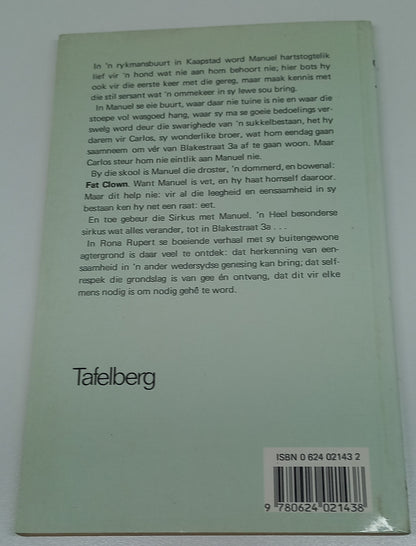 In 'n rykmansbuurt in Kaapstad word Manuel hartstogtelik
lief vir 'n hond wat nie aan hom behoort nie; hier bots hy
ook vir die eerste keer met die gereg, maar maak kennis met
die stil sersant wat 'n ommekeer in sy lewe sou bring.
In Manuel se eie buurt, waar daar nie tuine is nie en waar die
stoepe vol wasgoed hang, waar sy ma se goeie bedoelings ver-
swelg word deur die swarighede van 'n sukkelbestaan, het hy
darem vir Carlos, sy wonderlike broer, wat hom eendag gaan
saamneem om vér van Blakestraat 3a af te gaan woon. Maar
Carlos steur hom nie eintlik aan Manuel nie.
By die skool is Manuel die droster, 'n dommerd, en bowenal:
Fat Clown. Want Manuel is vet, en hy haat homself daaroor.
Maar dit help nie: vir al die leegheid en eensaamheid in sy
bestaan ken hy net een raat: eet.
En toe gebeur die Sirkus met Manuel. 'n Heel besonderse
sirkus wat alles verander, tot in Blakestraat 3a . . .
In Rona Rupert se boeiende verhaal met sy buitengewone
agtergrond is daar veel te ontdek: dat herkenning van een-
saamheid in 'n ander wedersydse genesing kan bring; dat self-
respek die grondslag is van gee én ontvang, dat dit vir elke
mens nodig is om nodig gehê te word.
Tafelberg
ISBN 0 624 02143 2
9 780624 021438